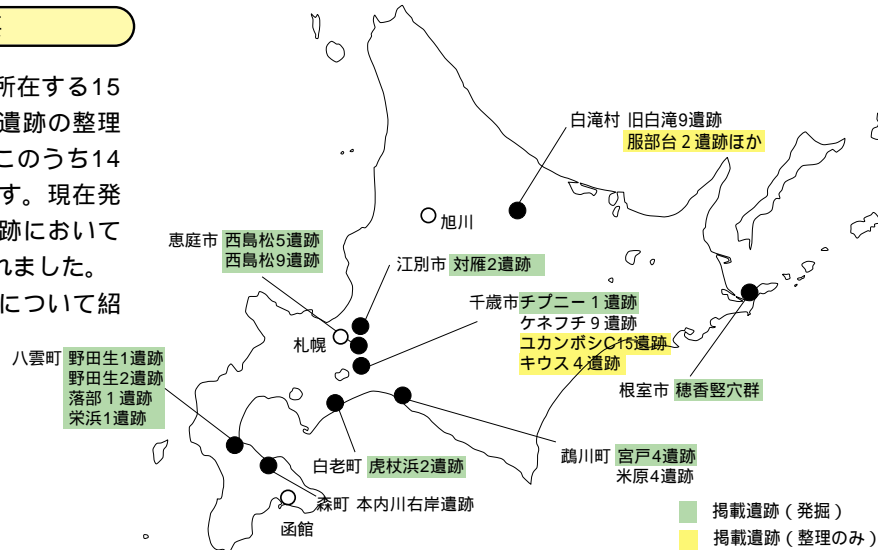 所在する15
遺跡の整理
このうち14
す。現在発
跡において
れました。
について紹
白滝村 旧白滝9遺跡
服部台2遺跡ほか
旭川
恵庭市 西島松5遺跡
西島松9遺跡
江別市 対雁2遺跡
千歳市 チプニー1遺跡
ケネフチ9遺跡
ユカンボシC15遺跡
キウス4遺跡
札幌
八雲町 野田生1遺跡
野田生2遺跡
落部1遺跡
栄浜1遺跡
根室市 穂香竪穴群
白老町 虎杖浜2遺跡
鵡川町 宮戸4遺跡
米原4遺跡
森町 本内川右岸遺跡
函館
掲載遺跡(発掘)
掲載遺跡(整理のみ)